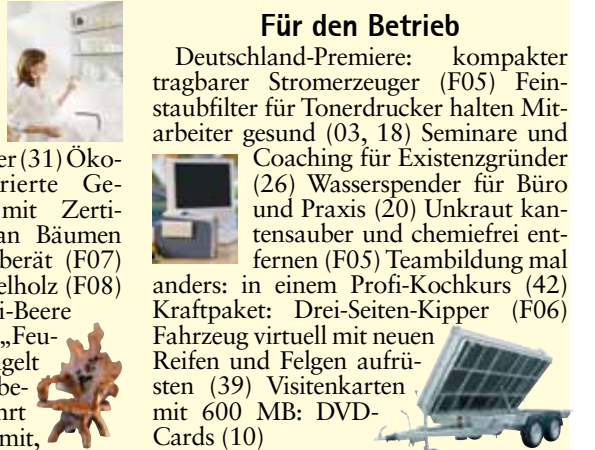 er (31) Öko-
rierte Ge-
mit Zerti-
an Bäumen
berät (F07)
elholz (F08)
i-Beere
„Feu-
gelt
be-
hrt
mit,
Für den Betrieb
Deutschland-Premiere: kompakter
tragbarer Stromerzeuger (F05) Fein-
staubfilter für Tonerdrucker halten Mit-
arbeiter gesund (03, 18) Seminare und
Coaching für Existenzgründer
(26) Wasserspender für Büro
und Praxis (20) Unkraut kan-
tensauber und chemiefrei ent-
fernen (F05) Teambildung mal
anders: in einem Profi-Kochkurs (42)
Kraftpaket: Drei-Seiten-Kipper (F06)
Fahrzeug virtuell mit neuen
Reifen und Felgen aufrü-
sten (39) Visitenkarten
mit 600 MB: DVD-
Cards (10)